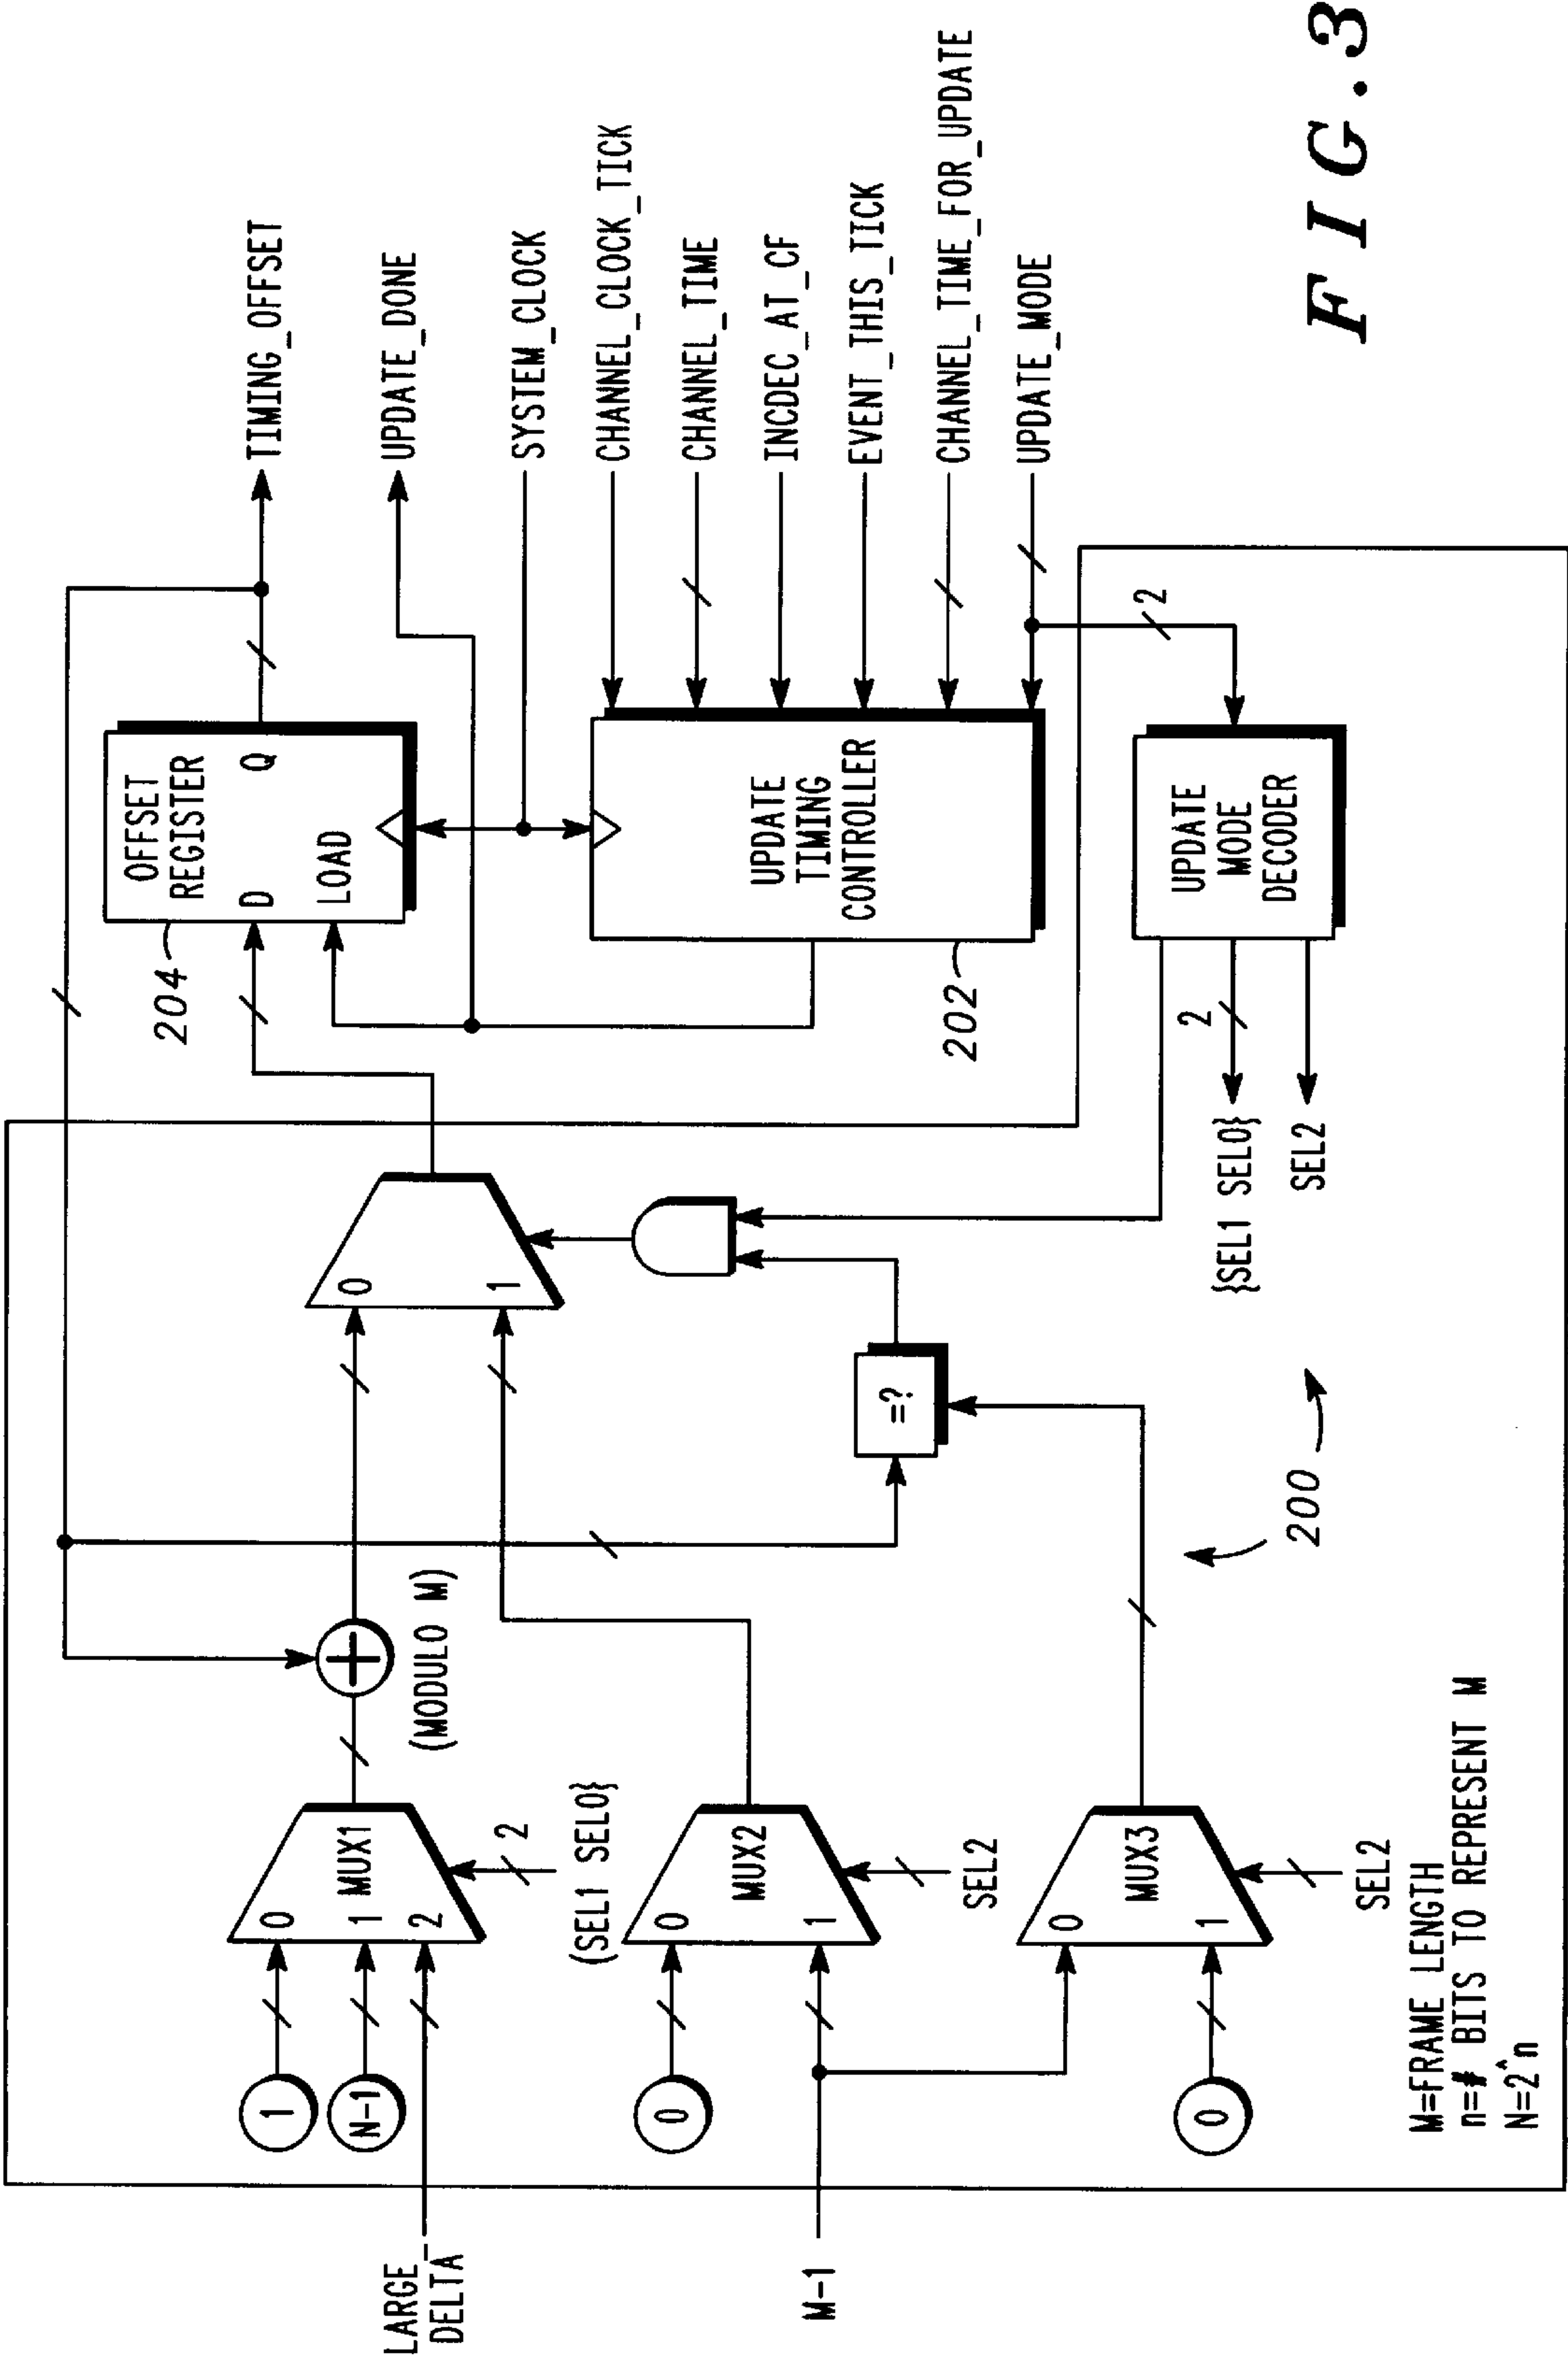 LARGE_
DELTA
M-1
1
N-1
0
0
0
1
2
MUX1
2
(SEL1 SEL0}
(MODULO M)
0
1
MUX2
SEL2
0
1
MUX3
SEL2
M=FRAME LENGTH
n=# BITS TO REPRESENT M
N=2^n
0
1
=?
200
204
OFFSET
REGISTER
D
Q
LOAD
202
UPDATE
TIMING
CONTROLLER
UPDATE
MODE
DECODER
2
{SEL1 SEL0}
SEL2
2
TIMING_OFFSET
UPDATE_DONE
SYSTEM_CLOCK
CHANNEL_CLOCK_TICK
CHANNEL_TIME
INCDEC_AT_CF
EVENT_THIS_TICK
CHANNEL_TIME_FOR_UPDATE
UPDATE_MODE
FIG.3